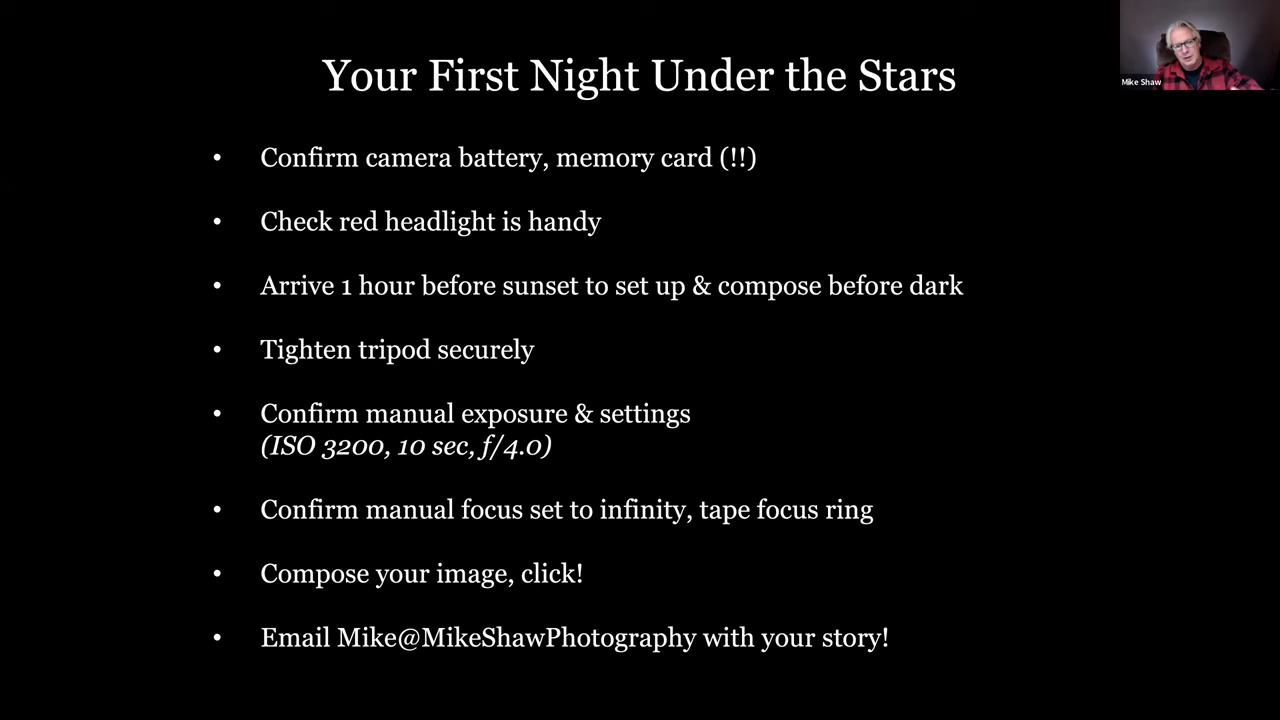 Your First Night Under the Stars
Mike Shaw
• Confirm camera battery, memory card (!!)
• Check red headlight is handy
• Arrive 1 hour before sunset to set up & compose before dark
• Tighten tripod securely
• Confirm manual exposure & settings
(ISO 3200, 10 sec, f/4.0)
• Confirm manual focus set to infinity, tape focus ring
• Compose your image, click!
• Email Mike@MikeShawPhotography with your story!